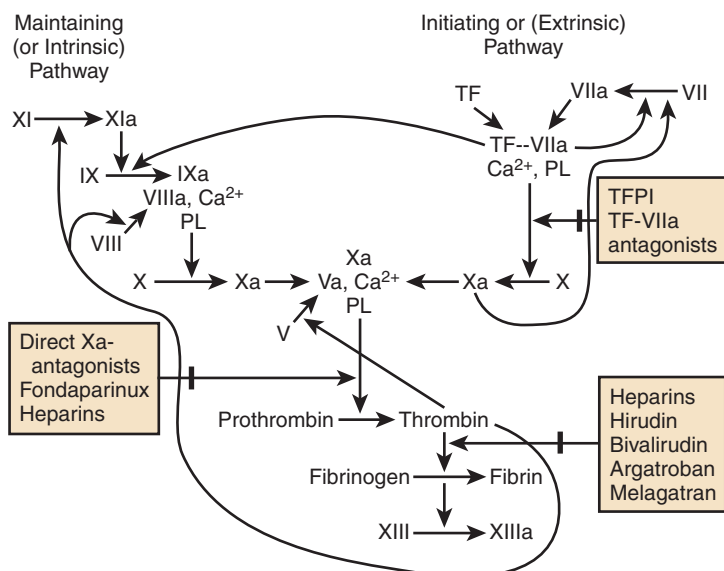 Maintaining
(or Intrinsic)
Pathway
Initiating or (Extrinsic)
Pathway
TF
VIIa
VII
XI
XIa
TF--VIIa
Ca²⁺, PL
IX
IXa
VIIIa, Ca²⁺
PL
VIII
TFPI
TF-VIIa
antagonists
X
Xa
Xa
Va, Ca²⁺
PL
Xa
X
V
Direct Xa-
antagonists
Fondaparinux
Heparins
Prothrombin
Thrombin
Heparins
Hirudin
Bivalirudin
Argatroban
Melagatran
Fibrinogen
Fibrin
XIII
XIIIa